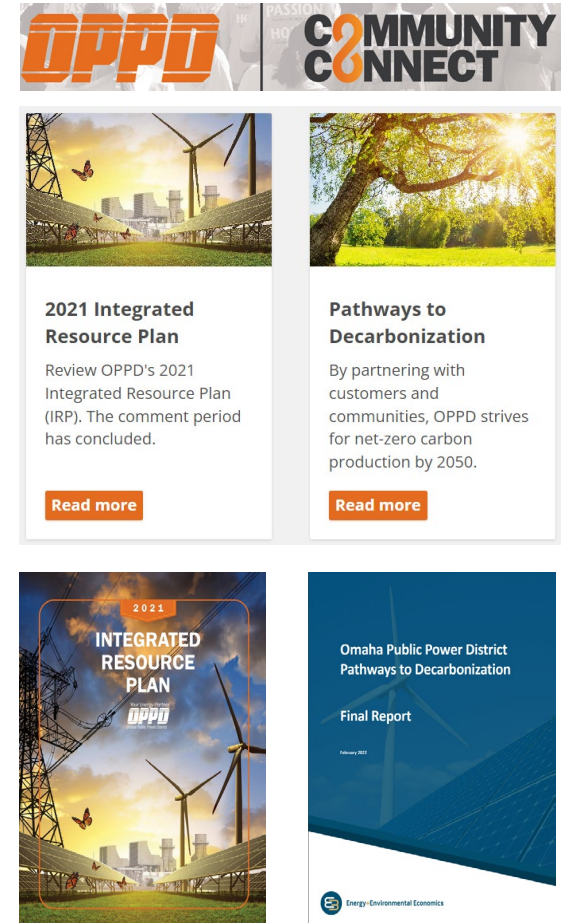 OPPD
COMMUNITY
CONNECT
2021 Integrated
Resource Plan
Review OPPD's 2021
Integrated Resource Plan
(IRP). The comment period
has concluded.
Read more
Pathways to
Decarbonization
By partnering with
customers and
communities, OPPD strives
for net-zero carbon
production by 2050.
Read more
2021
INTEGRATED
RESOURCE
PLAN
Your Energy Partner
OPPD
Omaha Public Power District
Pathways to Decarbonization
Final Report
Energy+Environmental Economics